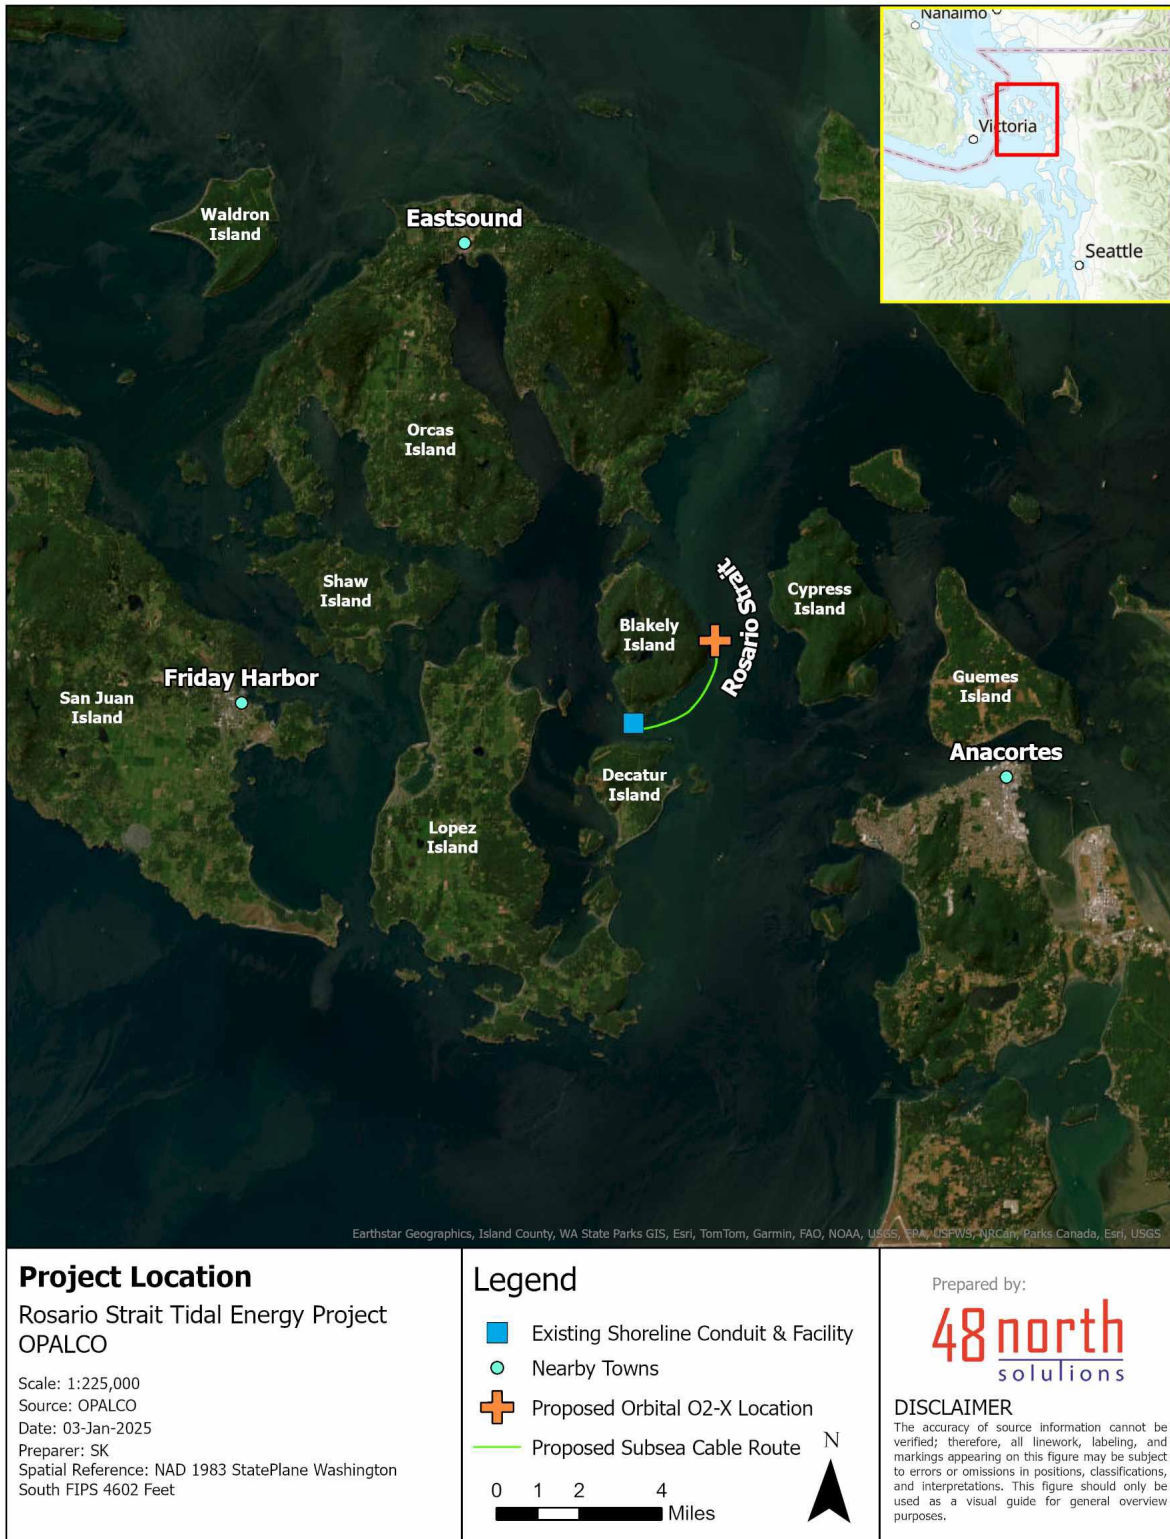 Nanaimo
Victoria
Seattle
Waldron
Island
Eastsound
Orcas
Island
Shaw
Island
Rosario Strait
Cypress
Island
Blakely
Island
Friday Harbor
San Juan
Island
Guemes
Island
Anacortes
Decatur
Island
Lopez
Island
Earthstar Geographics, Island County, WA State Parks GIS, Esri, TomTom, Garmin, FAO, NOAA, USGS, EPA, USFWS, NRCan, Parks Canada, Esri, USGS
Project Location
Rosario Strait Tidal Energy Project
OPALCO
Scale: 1:225,000
Source: OPALCO
Date: 03-Jan-2025
Preparer: SK
Spatial Reference: NAD 1983 StatePlane Washington
South FIPS 4602 Feet
Legend
Existing Shoreline Conduit & Facility
Nearby Towns
Proposed Orbital O2-X Location
Proposed Subsea Cable Route
N
0 1 2 4
Miles
Prepared by:
48 north
solutions
DISCLAIMER
The accuracy of source information cannot be
verified; therefore, all linework, labeling, and
markings appearing on this figure may be subject
to errors or omissions in positions, classifications,
and interpretations. This figure should only be
used as a visual guide for general overview
purposes.